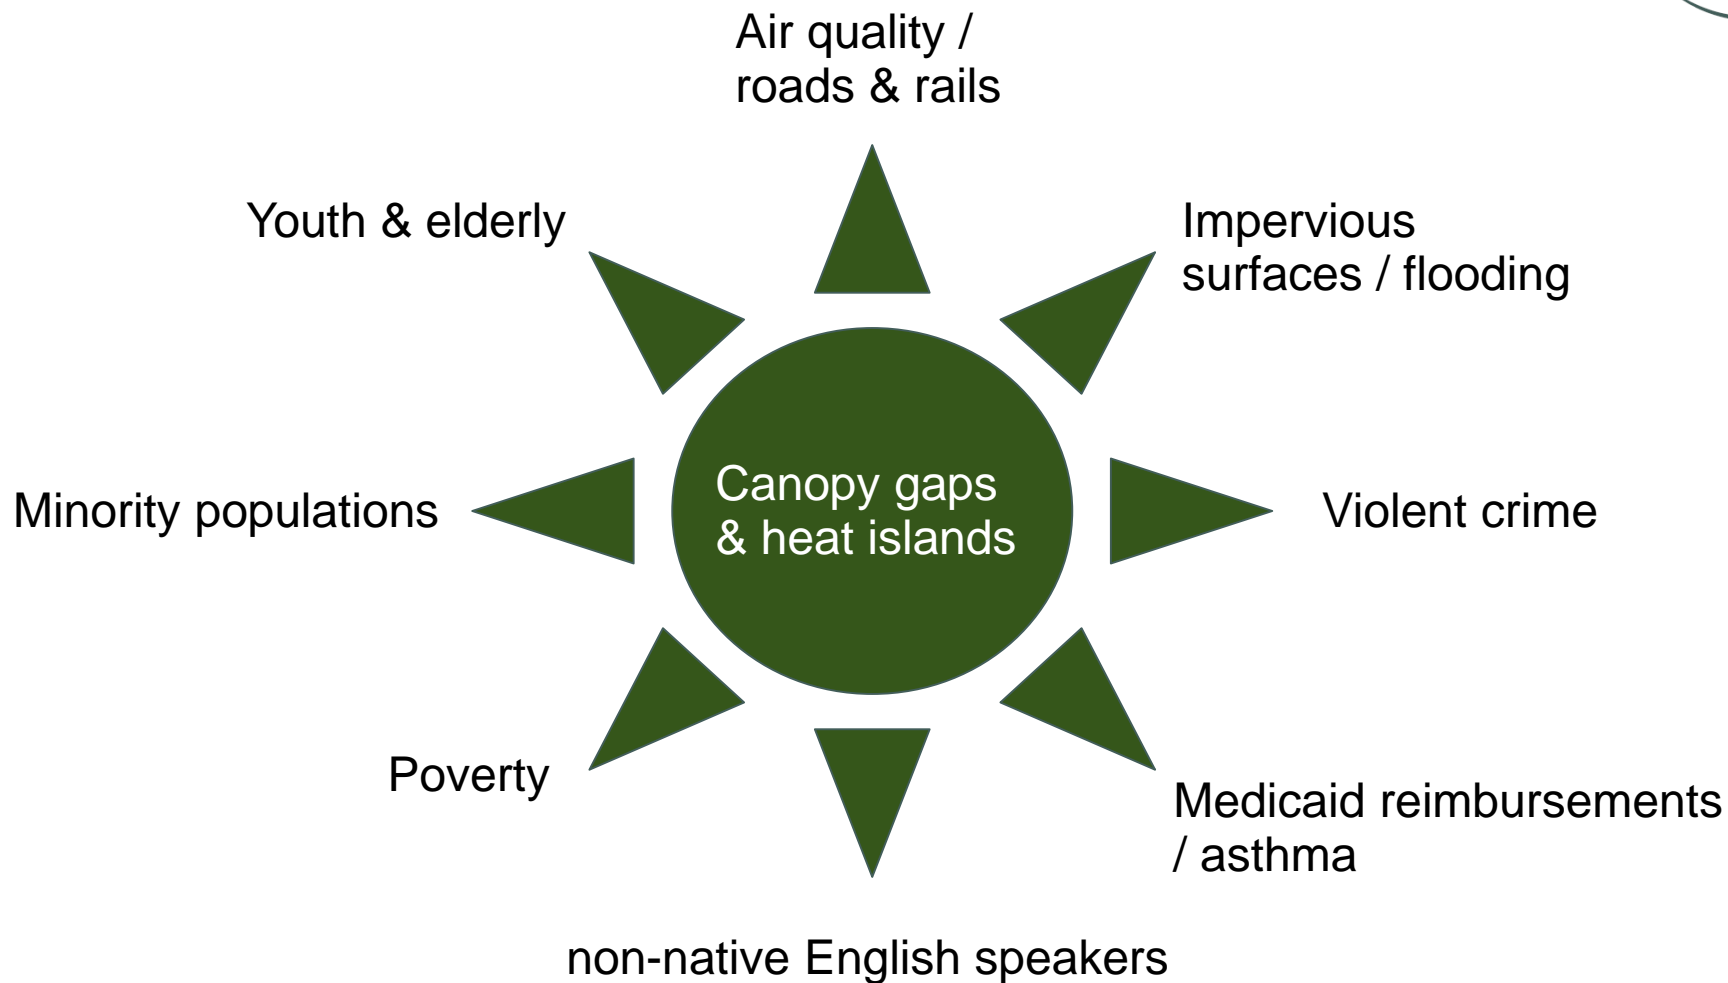 Air quality /
roads & rails
Youth & elderly
Impervious
surfaces / flooding
Canopy gaps
& heat islands
Minority populations
Violent crime
Poverty
Medicaid reimbursements
/ asthma
non-native English speakers